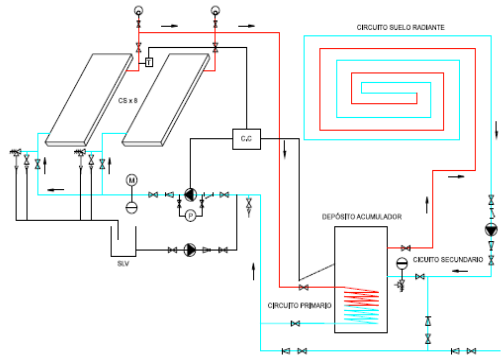 CIRCUITO SUELO RADIANTE
T
CS x 8
C.C
M
P
DEPÓSITO ACUMULADOR
SLV
CICUITO SECUNDARIO
CIRCUITO PRIMARIO